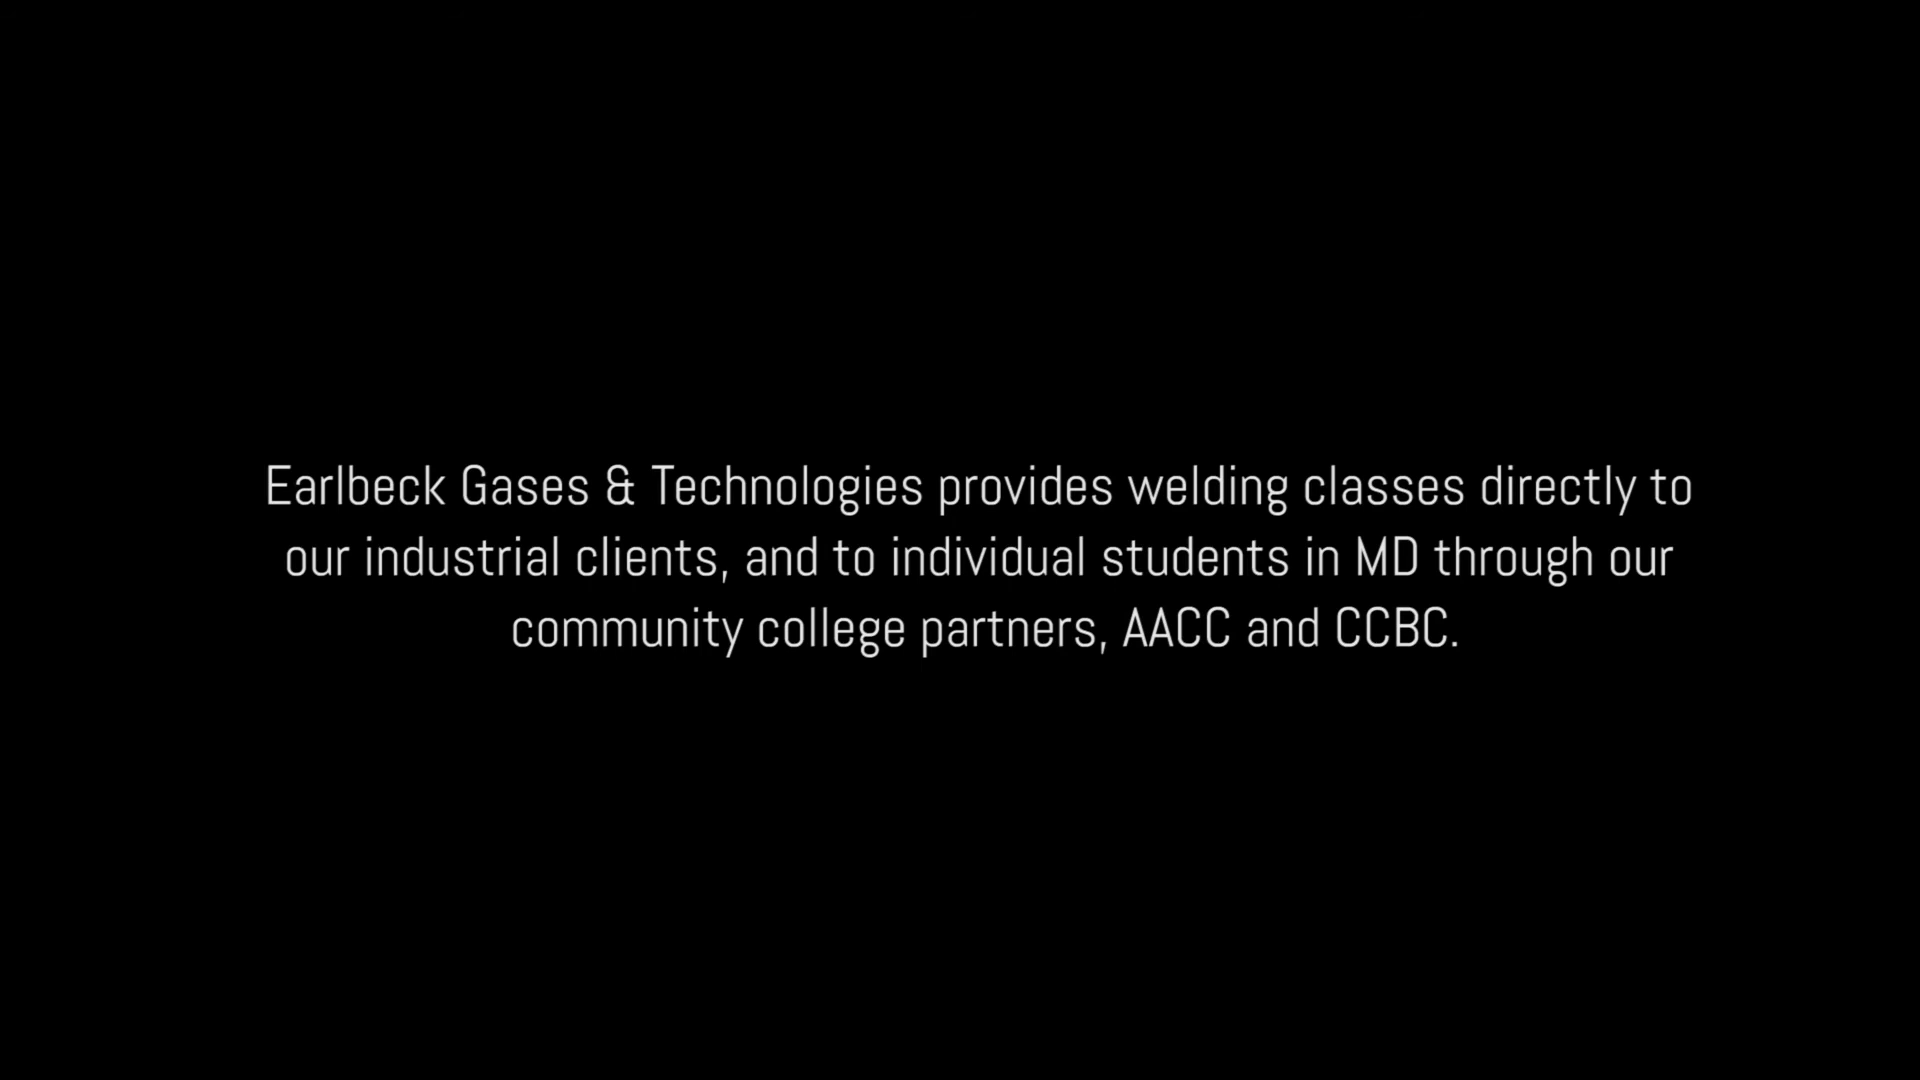 Earlbeck Gases & Technologies provides welding classes directly to
our industrial clients, and to individual students in MD through our
community college partners, AACC and CCBC.